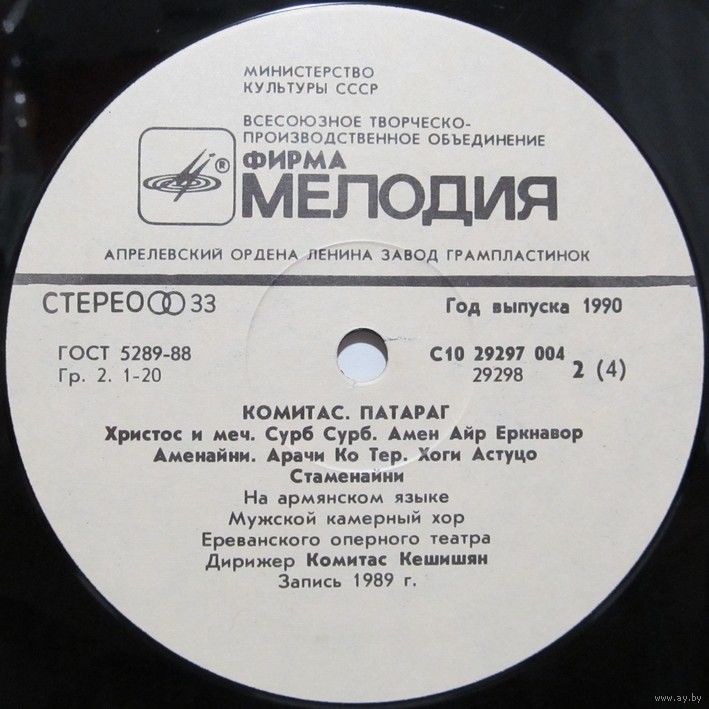 МИНИСТЕРСТВО
КУЛЬТУРЫ СССР
ВСЕСОЮЗНОЕ ТВОРЧЕСКО-
ПРОИЗВОДСТВЕННОЕ ОБЪЕДИНЕНИЕ
® ФИРМА
МЕЛОДИЯ
АПРЕЛЕВСКИЙ ОРДЕНА ЛЕНИНА ЗАВОД ГРАМПЛАСТИНОК
СТЕРЕО 33 Год выпуска 1990
ГОСТ 5289-88 С10 29297 004
Гр. 2. 1-20 29298 2 (4)
КОМИТАС. ПАТАРАГ
Христос и меч. Сурб Сурб. Амен Айр Еркнавор
Аменайни. Арачи Ко Тер. Хоги Астуцо
Стаменайни
На армянском языке
Мужской камерный хор
Ереванского оперного театра
Дирижер Комитас Кешишян
Запись 1989 г.
www.ay.by